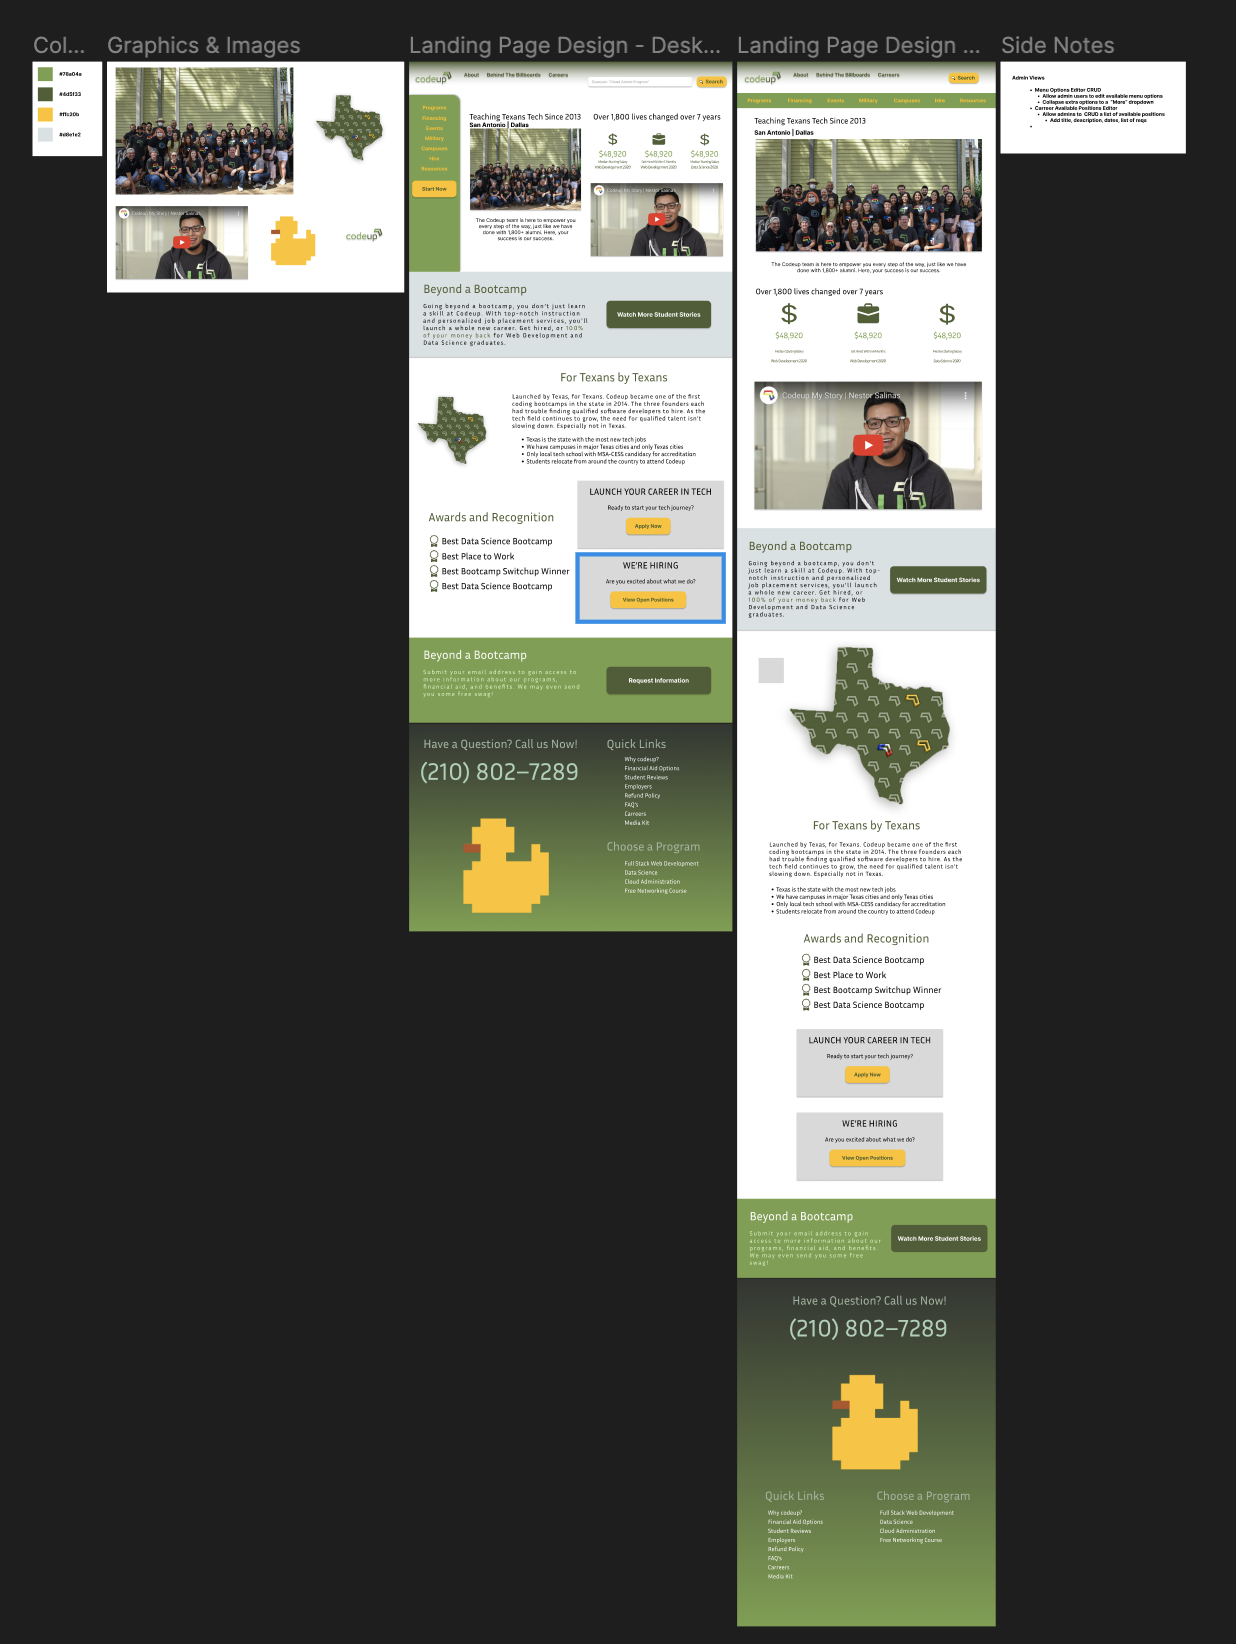 Col...
#78a04a
#4d5f33
#ffc20b
#d8e1e2
Graphics & Images
Codeup My Story | Nestor Salinas
codeup
Landing Page Design - Desk...
codeup
About
Behind The Billboards
Careers
Search
Programs
Financing
Events
Military
Campuses
Hire
Resources
Start Now
Teaching Texans Tech Since 2013
San Antonio | Dallas
The Codeup team is here to empower you
every step of the way, just like we have
done with 1,800+ alumni. Here, your
success is our success.
Over 1,800 lives changed over 7 years
$48,920
$48,920
$48,920
Codeup My Story | Nestor Salinas
Beyond a Bootcamp
Going beyond a bootcamp, you don't just learn
a skill at Codeup. With top-notch instruction
and personalized job placement services, you'll
launch a whole new career. Get hired, or 100%
of your money back for Web Development and
Data Science graduates.
Watch More Student Stories
For Texans by Texans
Launched by Texas, for Texans. Codeup became one of the first
coding bootcamps in the state in 2014. The three founders each
had trouble finding qualified software developers to hire. As the
tech field continues to grow, the need for qualified talent isn't
slowing down. Especially not in Texas.
Texas is the state with the most new tech jobs
We have campuses in major Texas cities and only Texas cities
Only local tech school with MSA-CESS candidacy for accreditation
Students relocate from around the country to attend Codeup
Awards and Recognition
Best Data Science Bootcamp
Best Place to Work
Best Bootcamp Switchup Winner
Best Data Science Bootcamp
LAUNCH YOUR CAREER IN TECH
Ready to start your tech journey?
Apply Now
WE'RE HIRING
Are you excited about what we do?
View Open Positions
Beyond a Bootcamp
Submit your email address to gain access to
more information about our programs,
financial aid, and benefits. We may even send
you some free swag!
Request Information
Have a Question? Call us Now!
(210) 802-7289
Quick Links
Why codeup?
Financial Aid Options
Student Reviews
Employers
Refund Policy
FAQ's
Carreers
Media Kit
Choose a Program
Full Stack Web Development
Data Science
Cloud Administration
Free Networking Course
Landing Page Design ...
codeup
About
Behind The Billboards
Carreers
Search
Programs
Financing
Events
Military
Campuses
Hire
Resources
Teaching Texans Tech Since 2013
San Antonio | Dallas
The Codeup team is here to empower you every step of the way, just like we have
done with 1,800+ alumni. Here, your success is our success.
Over 1,800 lives changed over 7 years
$48,920
$48,920
$48,920
Codeup My Story | Nestor Salinas
Beyond a Bootcamp
Going beyond a bootcamp, you don't
just learn a skill at Codeup. With top-
notch instruction and personalized
job placement services, you'll launch
a whole new career. Get hired, or
100% of your money back for Web
Development and Data Science
graduates.
Watch More Student Stories
For Texans by Texans
Launched by Texas, for Texans. Codeup became one of the first
coding bootcamps in the state in 2014. The three founders each
had trouble finding qualified software developers to hire. As the
tech field continues to grow, the need for qualified talent isn't
slowing down. Especially not in Texas.
Texas is the state with the most new tech jobs
We have campuses in major Texas cities and only Texas cities
Only local tech school with MSA-CESS candidacy for accreditation
Students relocate from around the country to attend Codeup
Awards and Recognition
Best Data Science Bootcamp
Best Place to Work
Best Bootcamp Switchup Winner
Best Data Science Bootcamp
LAUNCH YOUR CAREER IN TECH
Ready to start your tech journey?
Apply Now
WE'RE HIRING
Are you excited about what we do?
View Open Positions
Beyond a Bootcamp
Submit your email address to gain
access to more information about our
programs, financial aid, and benefits.
We may even send you some free
swag!
Watch More Student Stories
Have a Question? Call us Now!
(210) 802-7289
Quick Links
Why codeup?
Financial Aid Options
Student Reviews
Employers
Refund Policy
FAQ's
Carreers
Media Kit
Choose a Program
Full Stack Web Development
Data Science
Cloud Administration
Free Networking Course
Side Notes
Admin Views
Menu Options Editor CRUD
Allow admin users to edit available menu options
Collapse extra options to a "More" dropdown
Carreer Available Positions Editor
Allow admins to CRUD a list of available positions
Add title, description, dates, list of reqs